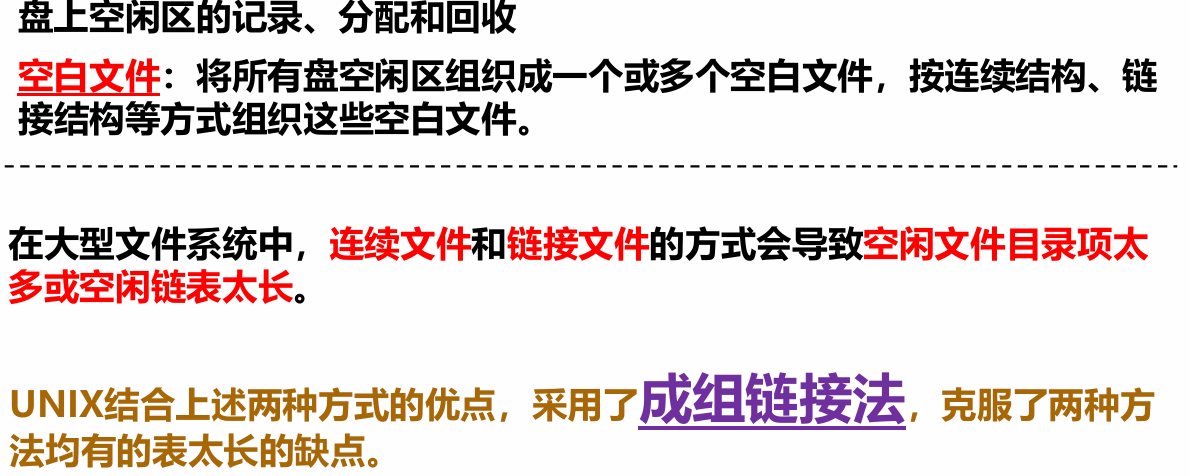 盘上空闲区的记录、分配和回收
空白文件：将所有盘空闲区组织成一个或多个空白文件，按连续结构、链
接结构等方式组织这些空白文件。
在大型文件系统中，连续文件和链接文件的方式会导致空闲文件目录项太
多或空闲链表太长。
UNIX结合上述两种方式的优点，采用了成组链接法，克服了两种方
法均有的表太长的缺点。